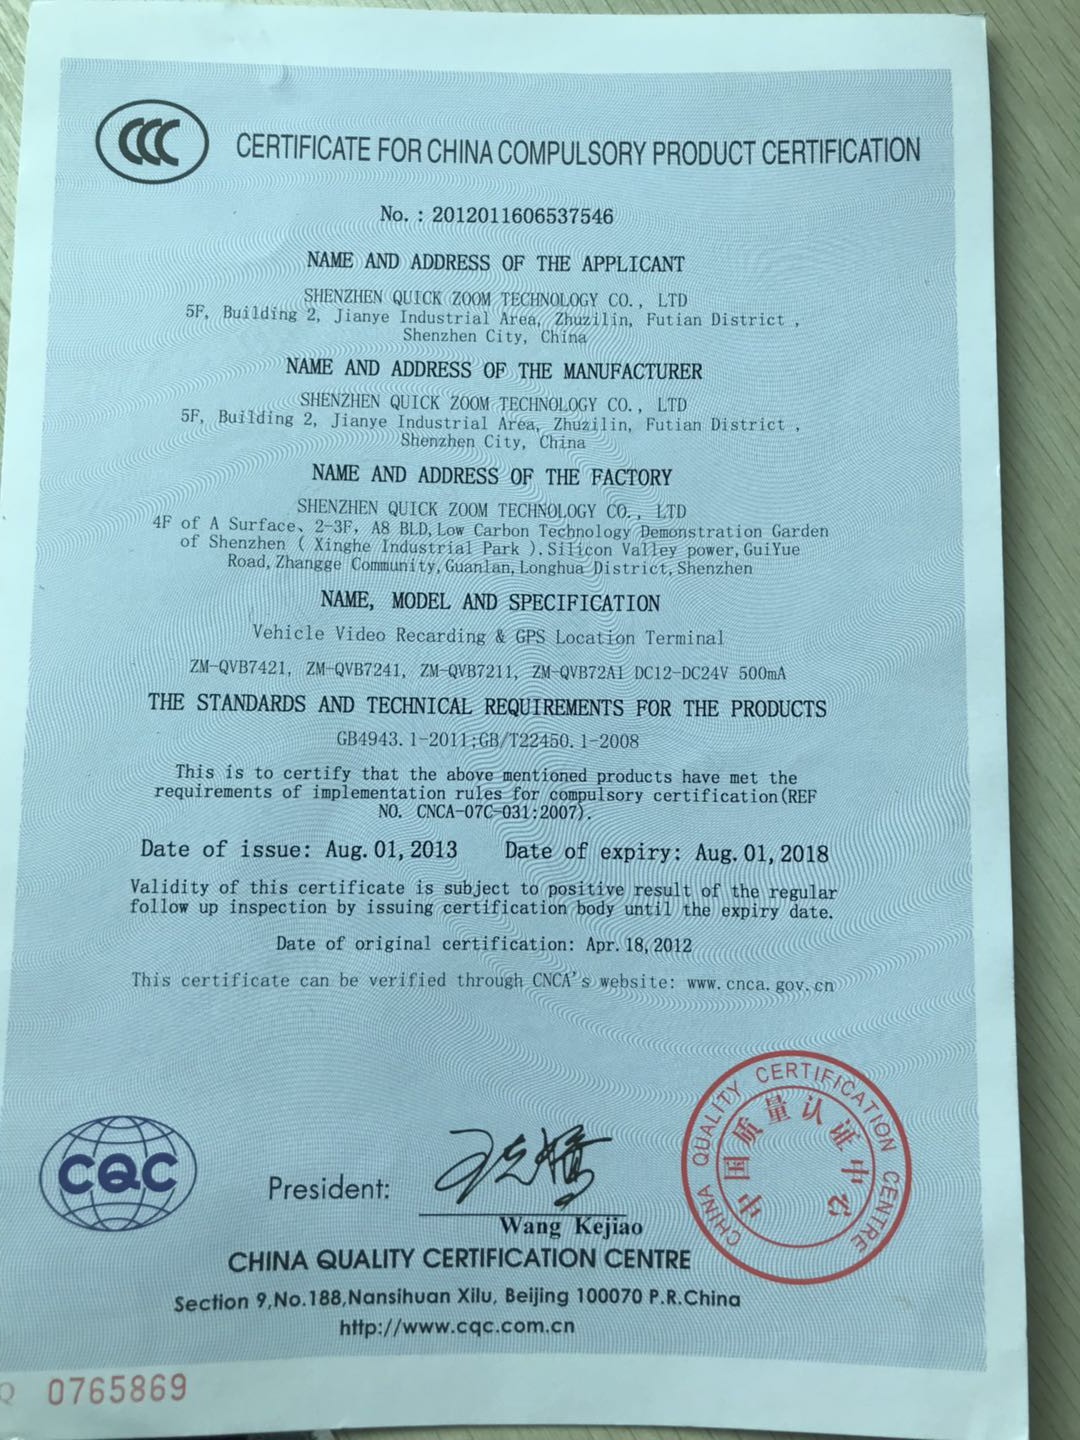 CCC
CERTIFICATE FOR CHINA COMPULSORY PRODUCT CERTIFICATION
No. : 2012011606537546
NAME AND ADDRESS OF THE APPLICANT
SHENZHEN QUICK ZOOM TECHNOLOGY CO., LTD
5F, Building 2, Jianye Industrial Area, Zhuzilin, Futian District ,
Shenzhen City, China
NAME AND ADDRESS OF THE MANUFACTURER
SHENZHEN QUICK ZOOM TECHNOLOGY CO., LTD
5F, Building 2, Jianye Industrial Area, Zhuzilin, Futian District ,
Shenzhen City, China
NAME AND ADDRESS OF THE FACTORY
SHENZHEN QUICK ZOOM TECHNOLOGY CO., LTD
4F of A Surface、2-3F, A8 BLD, Low Carbon Technology Demonstration Garden
of Shenzhen ( Xinghe Industrial Park ). Silicon Valley power, GuiYue
Road, Zhangge Community, Guanlan, Longhua District, Shenzhen
NAME, MODEL AND SPECIFICATION
Vehicle Video Recarding & GPS Location Terminal
ZM-QVB7421, ZM-QVB7241, ZM-QVB7211, ZM-QVB72A1 DC12-DC24V 500mA
THE STANDARDS AND TECHNICAL REQUIREMENTS FOR THE PRODUCTS
GB4943.1-2011;GB/T22450.1-2008
This is to certify that the above mentioned products have met the
requirements of implementation rules for compulsory certification(REF
NO. CNCA-07C-031:2007).
Date of issue: Aug. 01, 2013 Date of expiry: Aug. 01, 2018
Validity of this certificate is subject to positive result of the regular
follow up inspection by issuing certification body until the expiry date.
Date of original certification: Apr. 18, 2012
This certificate can be verified through CNCA's website: www.cnca.gov.cn
CHINA QUALITY CERTIFICATION CENTRE
中国质量认证中心
CQC
President:
Wang Kejiao
CHINA QUALITY CERTIFICATION CENTRE
Section 9,No.188,Nansihuan Xilu, Beijing 100070 P.R.China
http://www.cqc.com.cn
Q 0765869